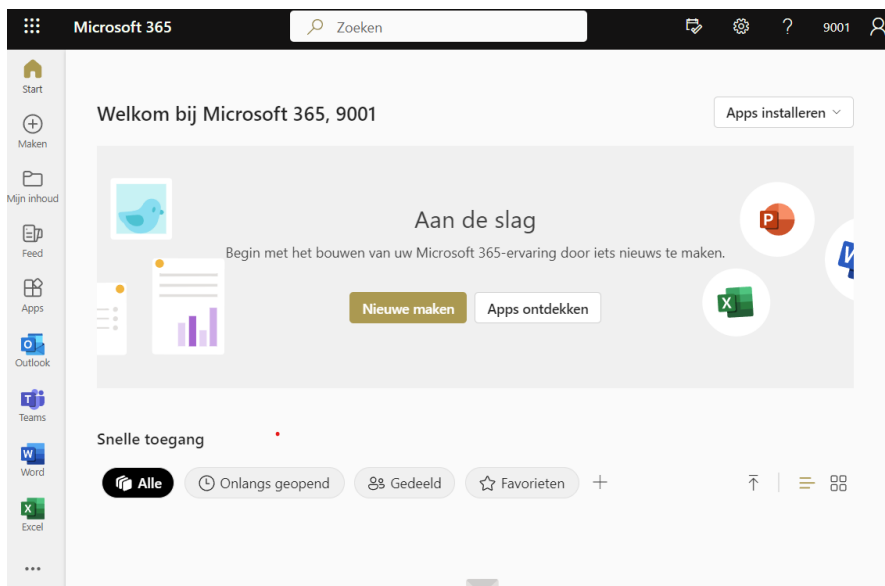 Microsoft 365
Zoeken
9001
Start
Maken
Mijn inhoud
Feed
Apps
Outlook
Teams
Word
Excel
Welkom bij Microsoft 365, 9001
Apps installeren
Aan de slag
Begin met het bouwen van uw Microsoft 365-ervaring door iets nieuws te maken.
Nieuwe maken
Apps ontdekken
Snelle toegang
Alle
Onlangs geopend
Gedeeld
Favorieten